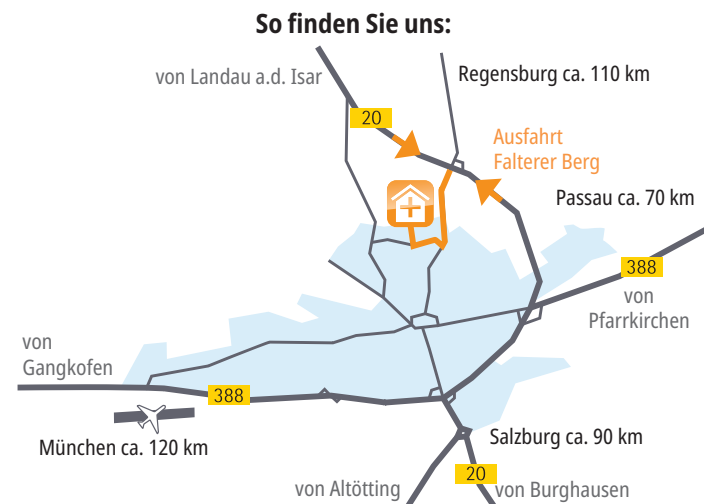 So finden Sie uns:
von Landau a.d. Isar
Regensburg ca. 110 km
20
Ausfahrt
Falterer Berg
Passau ca. 70 km
388
von
Pfarrkirchen
von
Gangkofen
388
München ca. 120 km
Salzburg ca. 90 km
20
von Altötting
von Burghausen